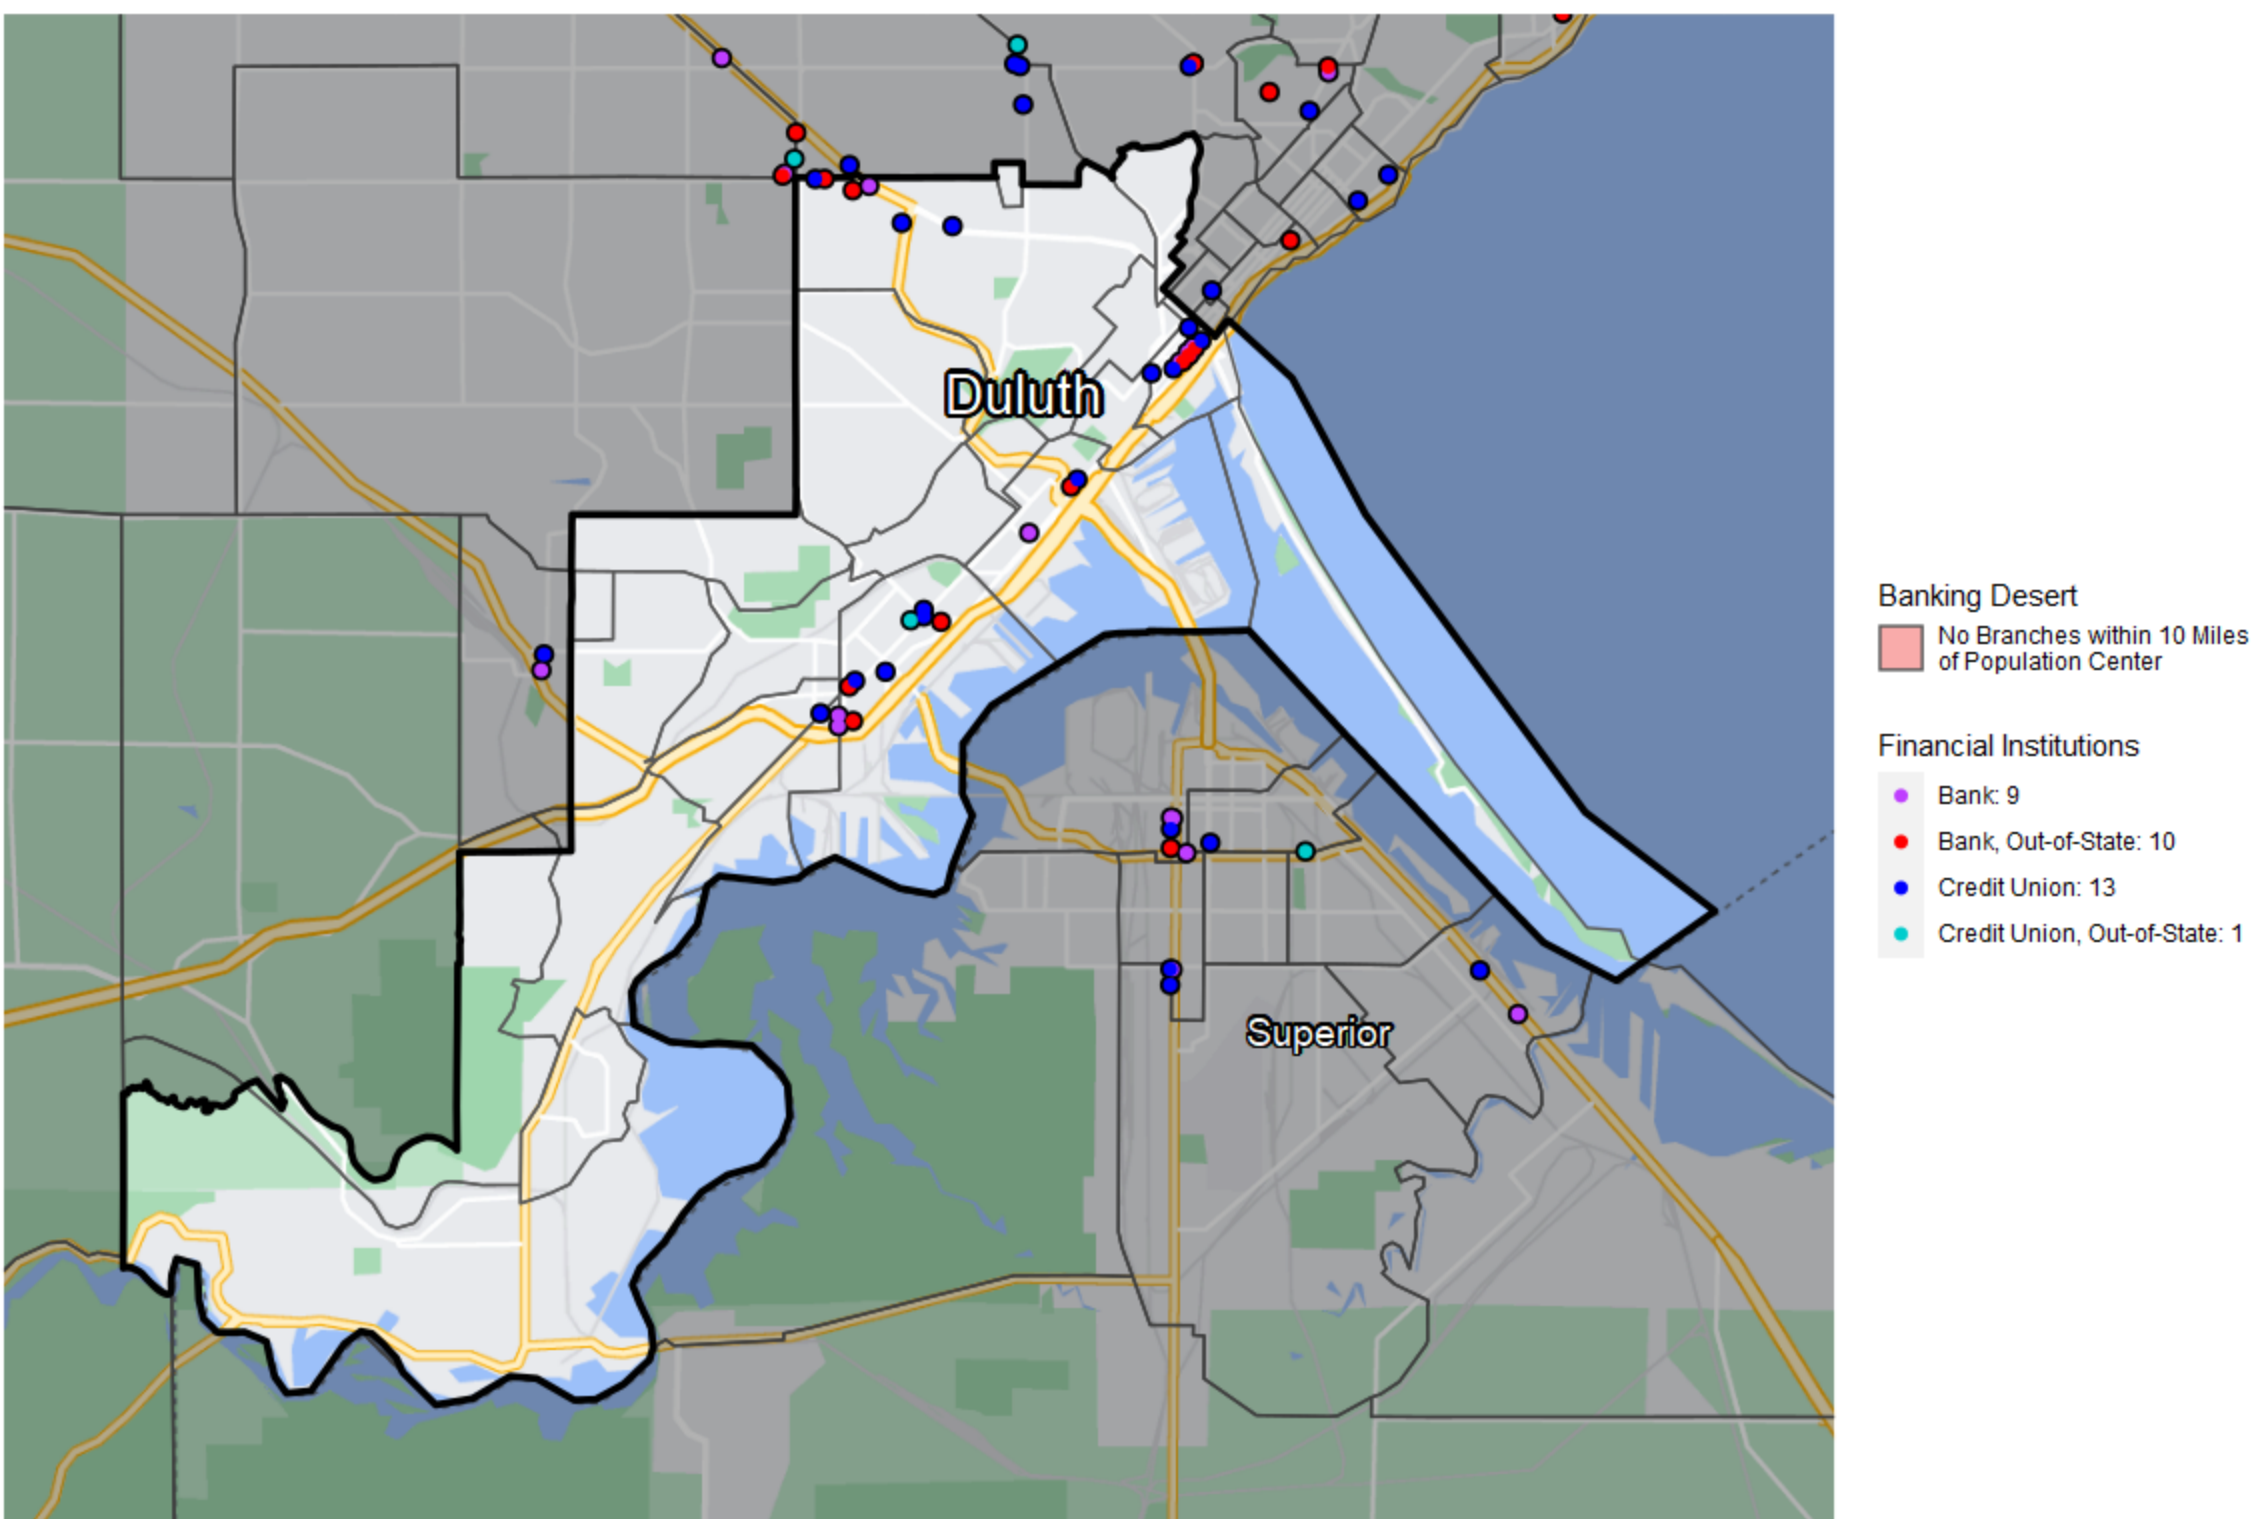 Duluth
Superior
Banking Desert
No Branches within 10 Miles
of Population Center
Financial Institutions
Bank: 9
Bank, Out-of-State: 10
Credit Union: 13
Credit Union, Out-of-State: 1